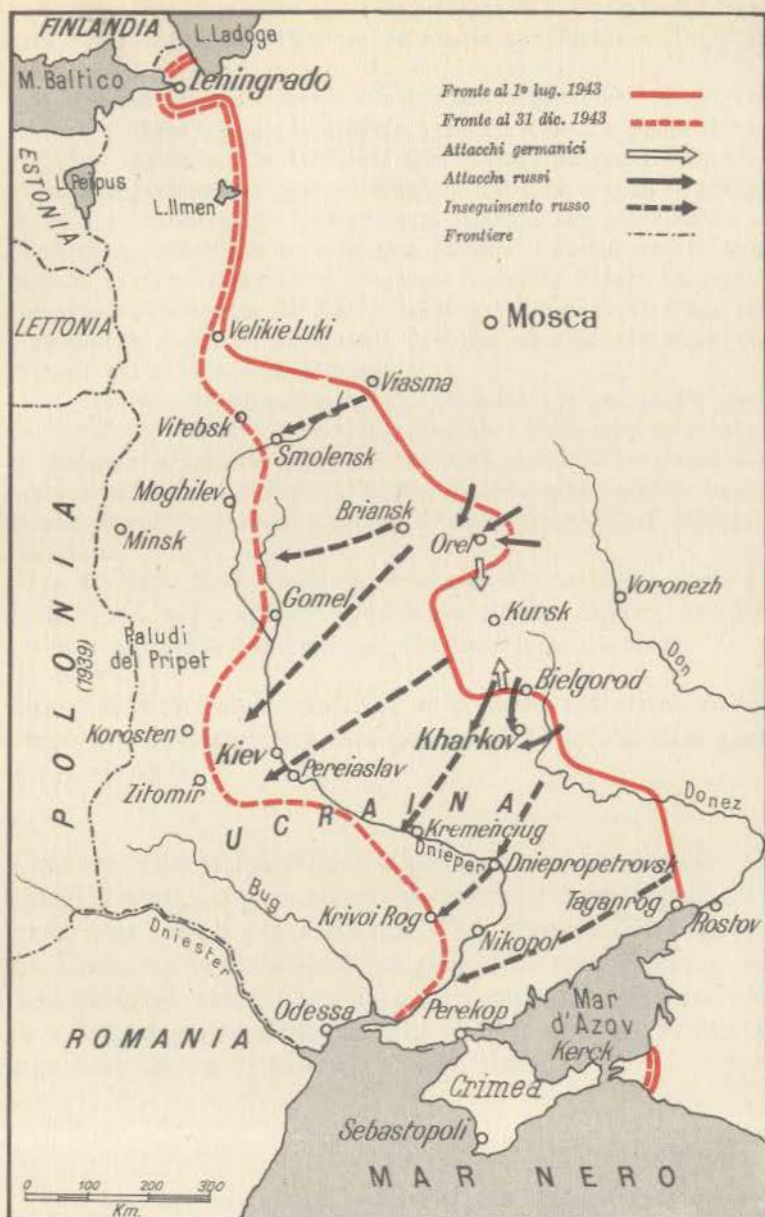 FINLANDIA
L. Ladoga
M. Baltico
Leningrado
Fronte al 1º lug. 1943
Fronte al 31 dic. 1943
Attacchi germanici
Attacchi russi
Inseguimento russo
Frontiere
ESTONIA
L. Peipus
L. Ilmen
LETTONIA
Velikie Luki
Mosca
Viasma
Vitebsk
Smolensk
Moghilev
Briansk
Orel
Minsk
Voronezh
POLONIA
(1939)
Gomel
Kursk
Don
Paludi
del Pripet
Bielgorod
Korosten
Kiev
Kharkov
Pereiaslav
Zitomir
Donez
UCRAINA
Kremenciug
Dnieper
Dniepropetrovsk
Bug
Krivoi Rog
Taganrog
Rostov
Nikopol
Dniester
Odessa
Perekop
Mar
d'Azov
ROMANIA
Kerck
Crimea
Sebastopoli
MAR NERO
0 100 200 300
Km.